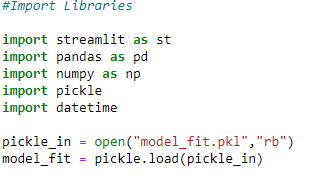 #Import Libraries
import streamlit as st
import pandas as pd
import numpy as np
import pickle
import datetime
pickle_in = open("model_fit.pkl","rb")
model_fit = pickle.load(pickle_in)